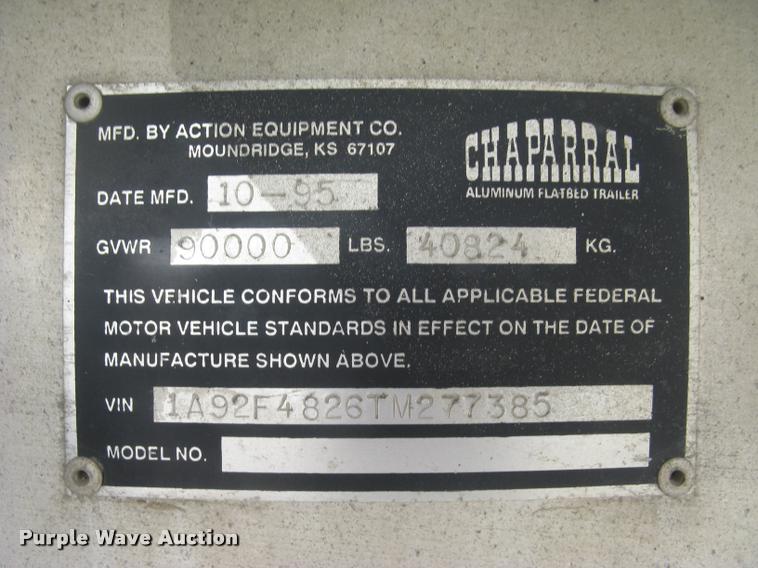 MFD. BY ACTION EQUIPMENT CO.
MOUNDRIDGE, KS 67107
CHAPARRAL
ALUMINUM FLATBED TRAILER
DATE MFD. 10-95
GVWR 90000 LBS. 40824 KG.
THIS VEHICLE CONFORMS TO ALL APPLICABLE FEDERAL
MOTOR VEHICLE STANDARDS IN EFFECT ON THE DATE OF
MANUFACTURE SHOWN ABOVE.
VIN 1A92F4826TM277385
MODEL NO.
Purple Wave Auction